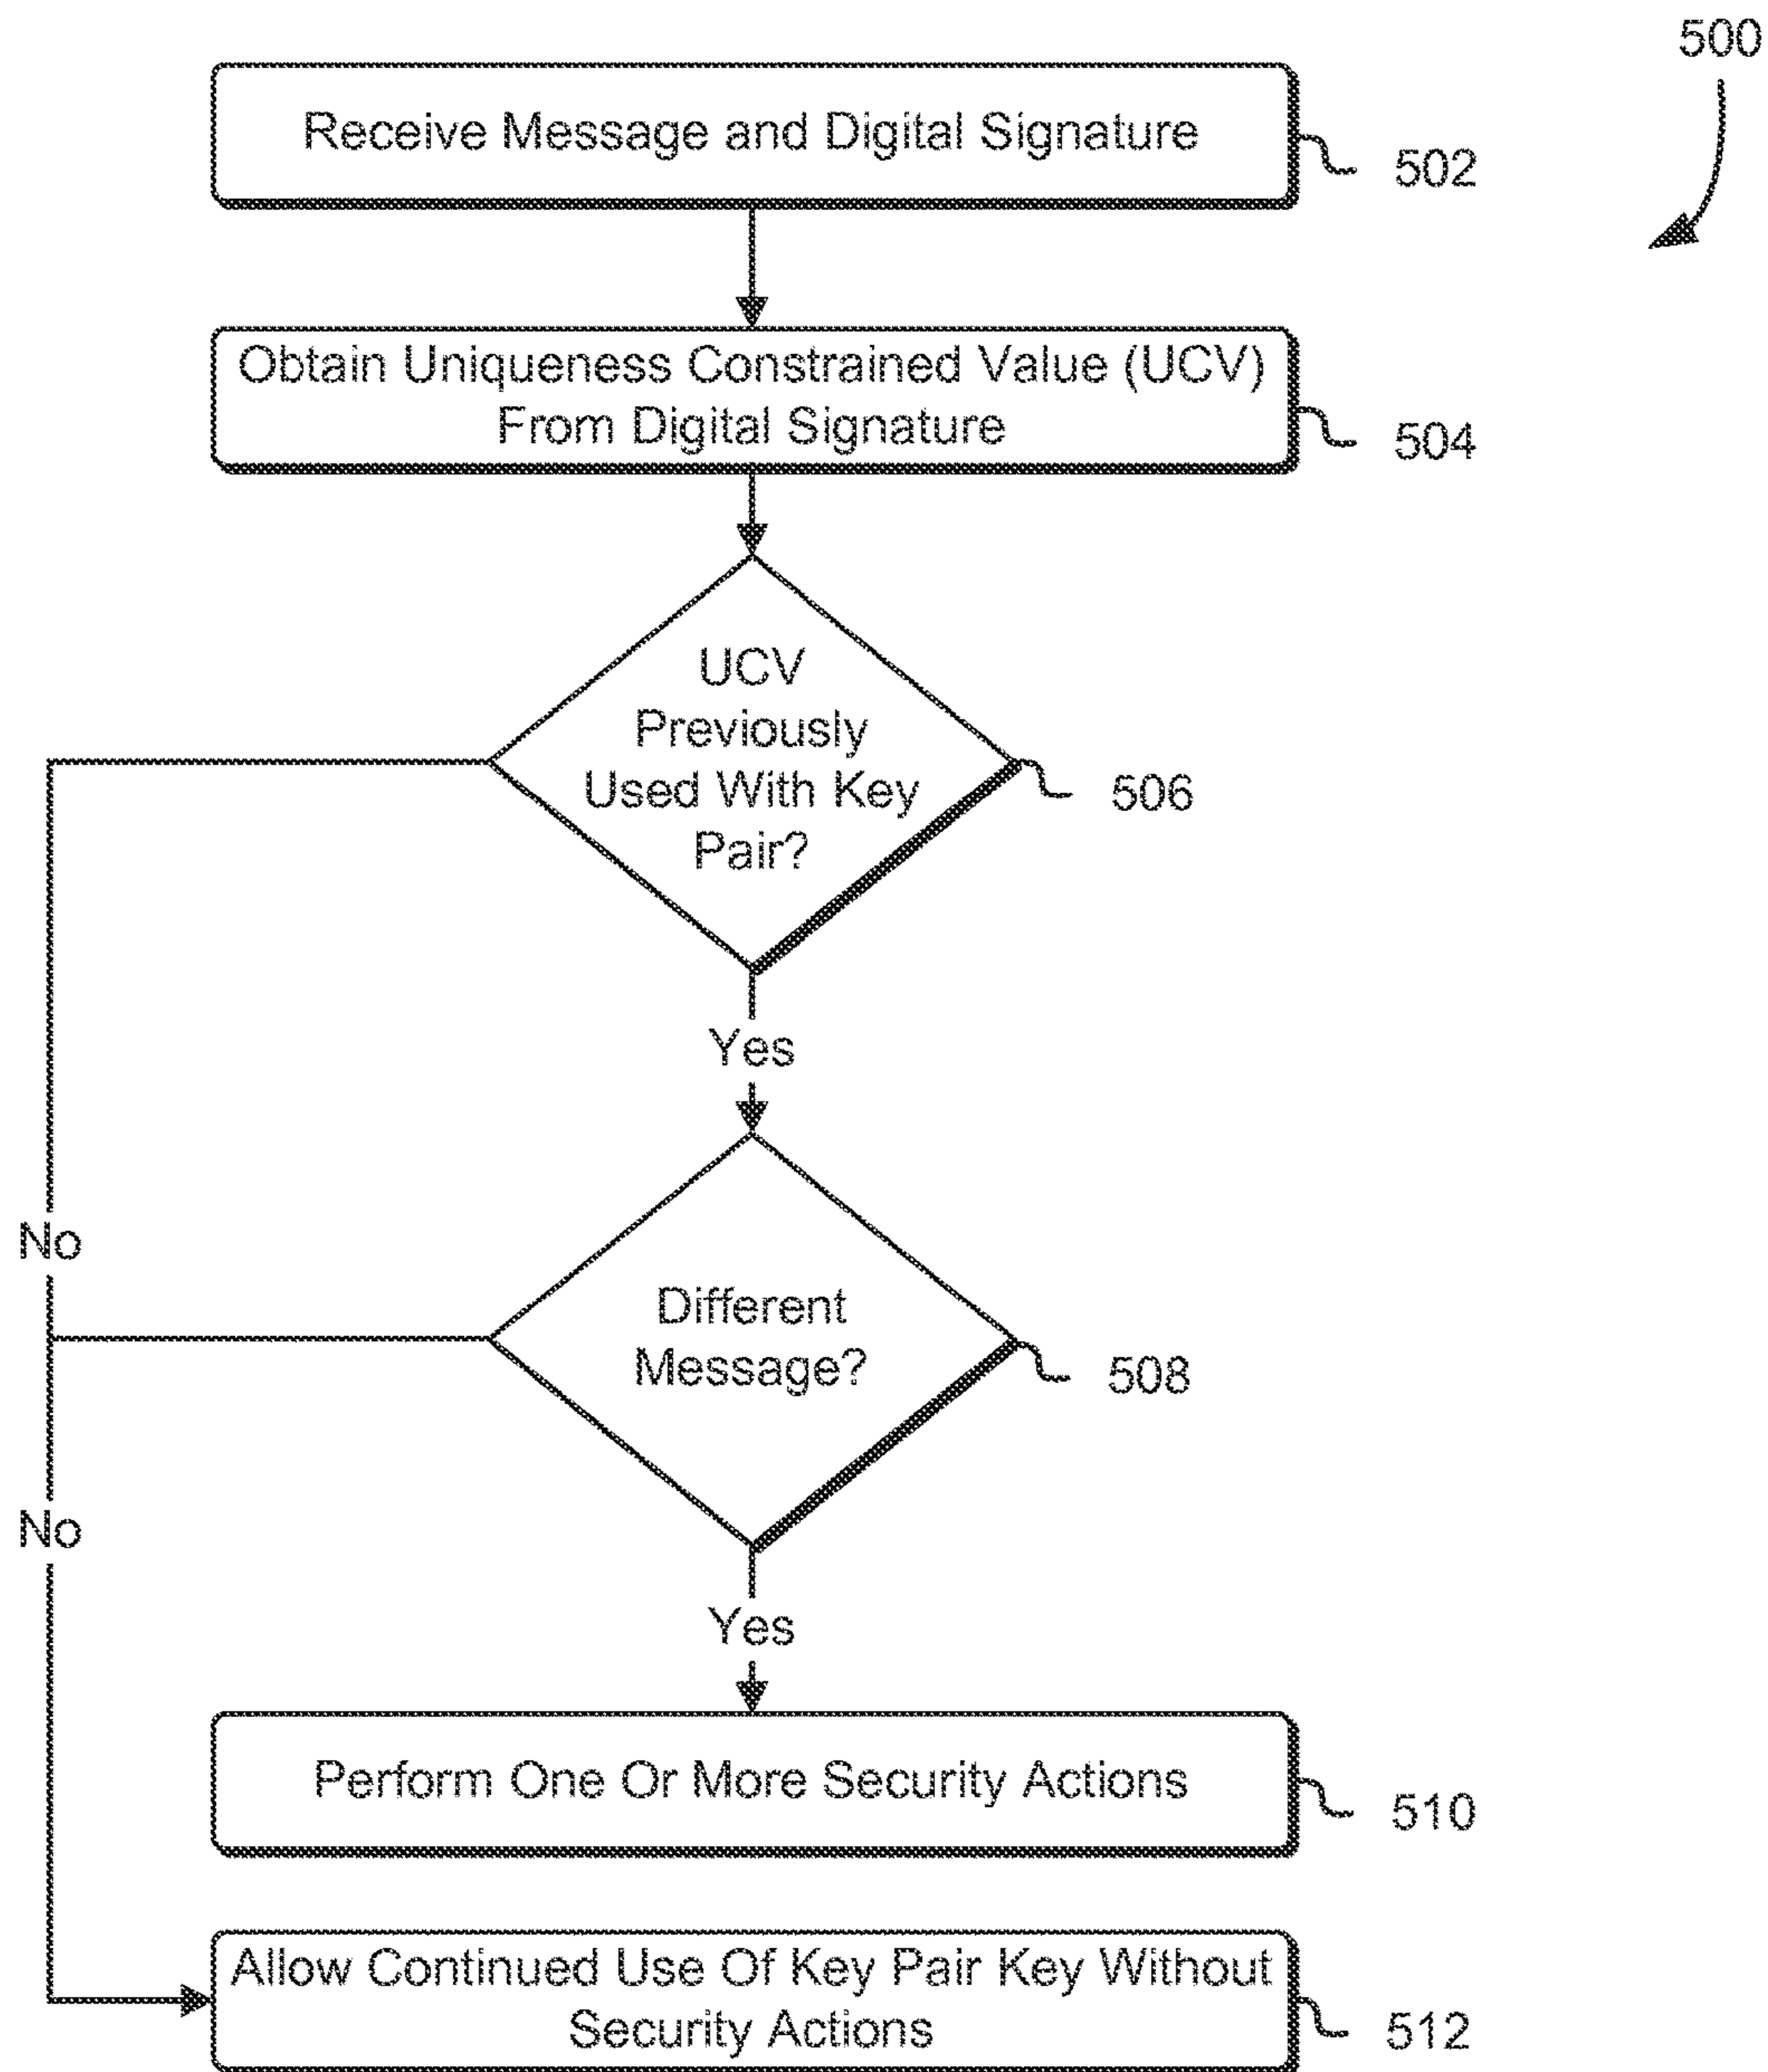 500
Receive Message and Digital Signature
502
Obtain Uniqueness Constrained Value (UCV)
From Digital Signature
504
UCV
Previously
Used With Key
Pair?
506
Yes
No
Different
Message?
508
No
Yes
Perform One Or More Security Actions
510
Allow Continued Use Of Key Pair Key Without
Security Actions
512